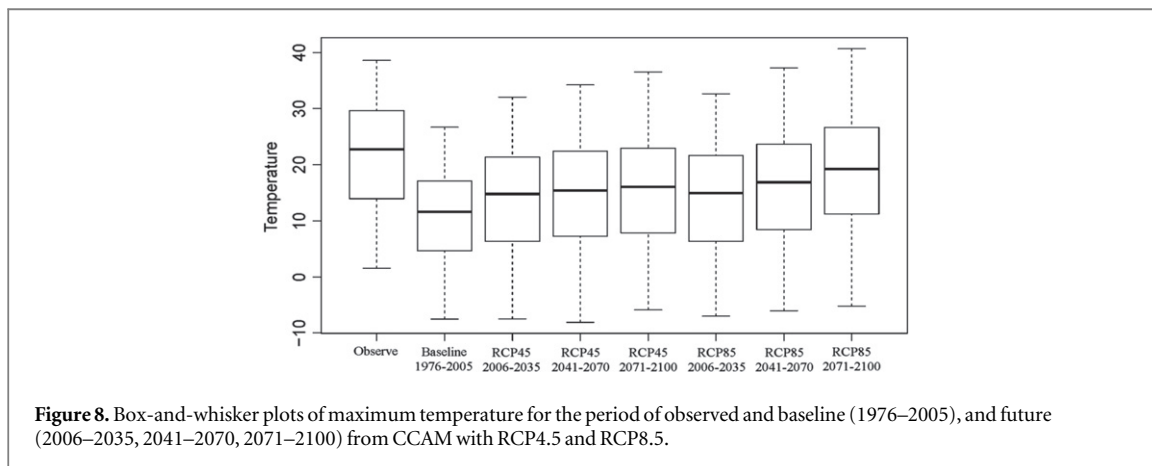 Temperature
40
30
20
10
0
-10
Observe
Baseline
1976-2005
RCP45
2006-2035
RCP45
2041-2070
RCP45
2071-2100
RCP85
2006-2035
RCP85
2041-2070
RCP85
2071-2100
Figure 8. Box-and-whisker plots of maximum temperature for the period of observed and baseline (1976–2005), and future
(2006–2035, 2041–2070, 2071–2100) from CCAM with RCP4.5 and RCP8.5.